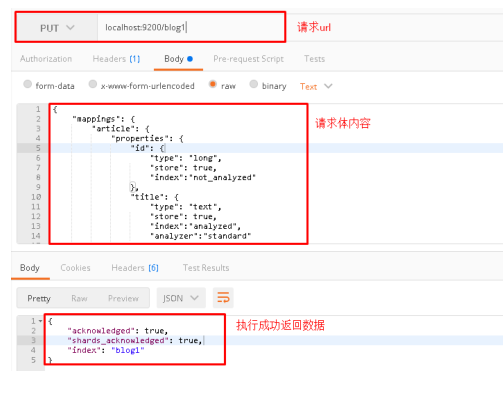 PUT localhost:9200/blog1 请求url
Authorization Headers [1] Body Pre-request Script Tests
form-data x-www-form-urlencoded raw binary Text
1 {
2 "mappings": {
3 "article": {
4 "properties": {
5 "id": {
6 "type": "long",
7 "store": true,
8 "index":"not_analyzed"
9 },
10 "title": {
11 "type": "text",
12 "store": true,
13 "index":"analyzed",
14 "analyzer":"standard"
请求体内容
Body Cookies Headers [6] Test Results
Pretty Raw Preview JSON
1 {
2 "acknowledged": true,
3 "shards_acknowledged": true,
4 "index": "blog1"
5 }
执行成功返回数据